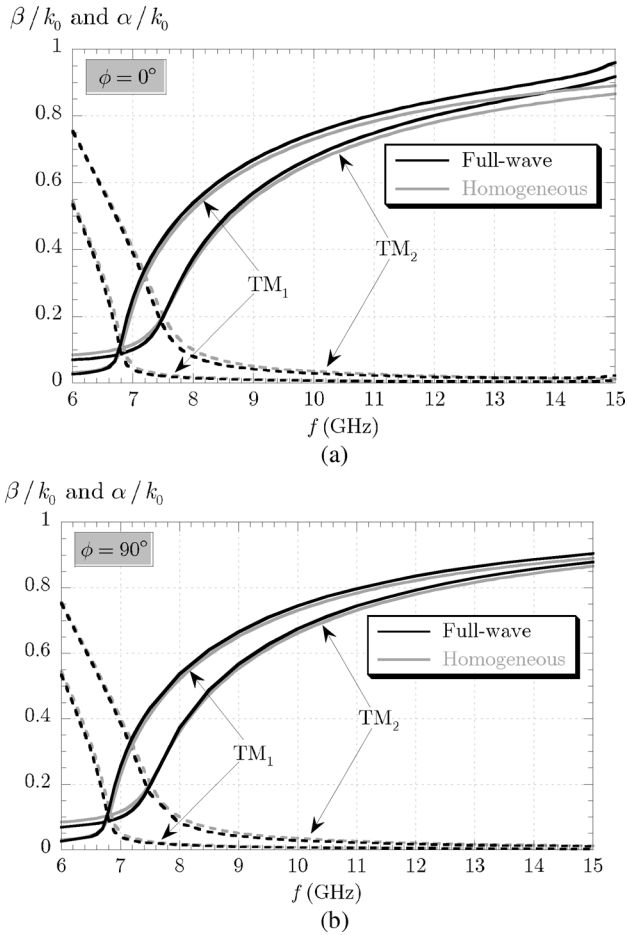 β / k₀ and α / k₀
1
ϕ = 0°
0.8
Full-wave
Homogeneous
0.6
0.4
TM₂
TM₁
0.2
0
6 7 8 9 10 11 12 13 14 15
f (GHz)
(a)
β / k₀ and α / k₀
1
ϕ = 90°
0.8
Full-wave
Homogeneous
0.6
0.4
TM₂
TM₁
0.2
0
6 7 8 9 10 11 12 13 14 15
f (GHz)
(b)